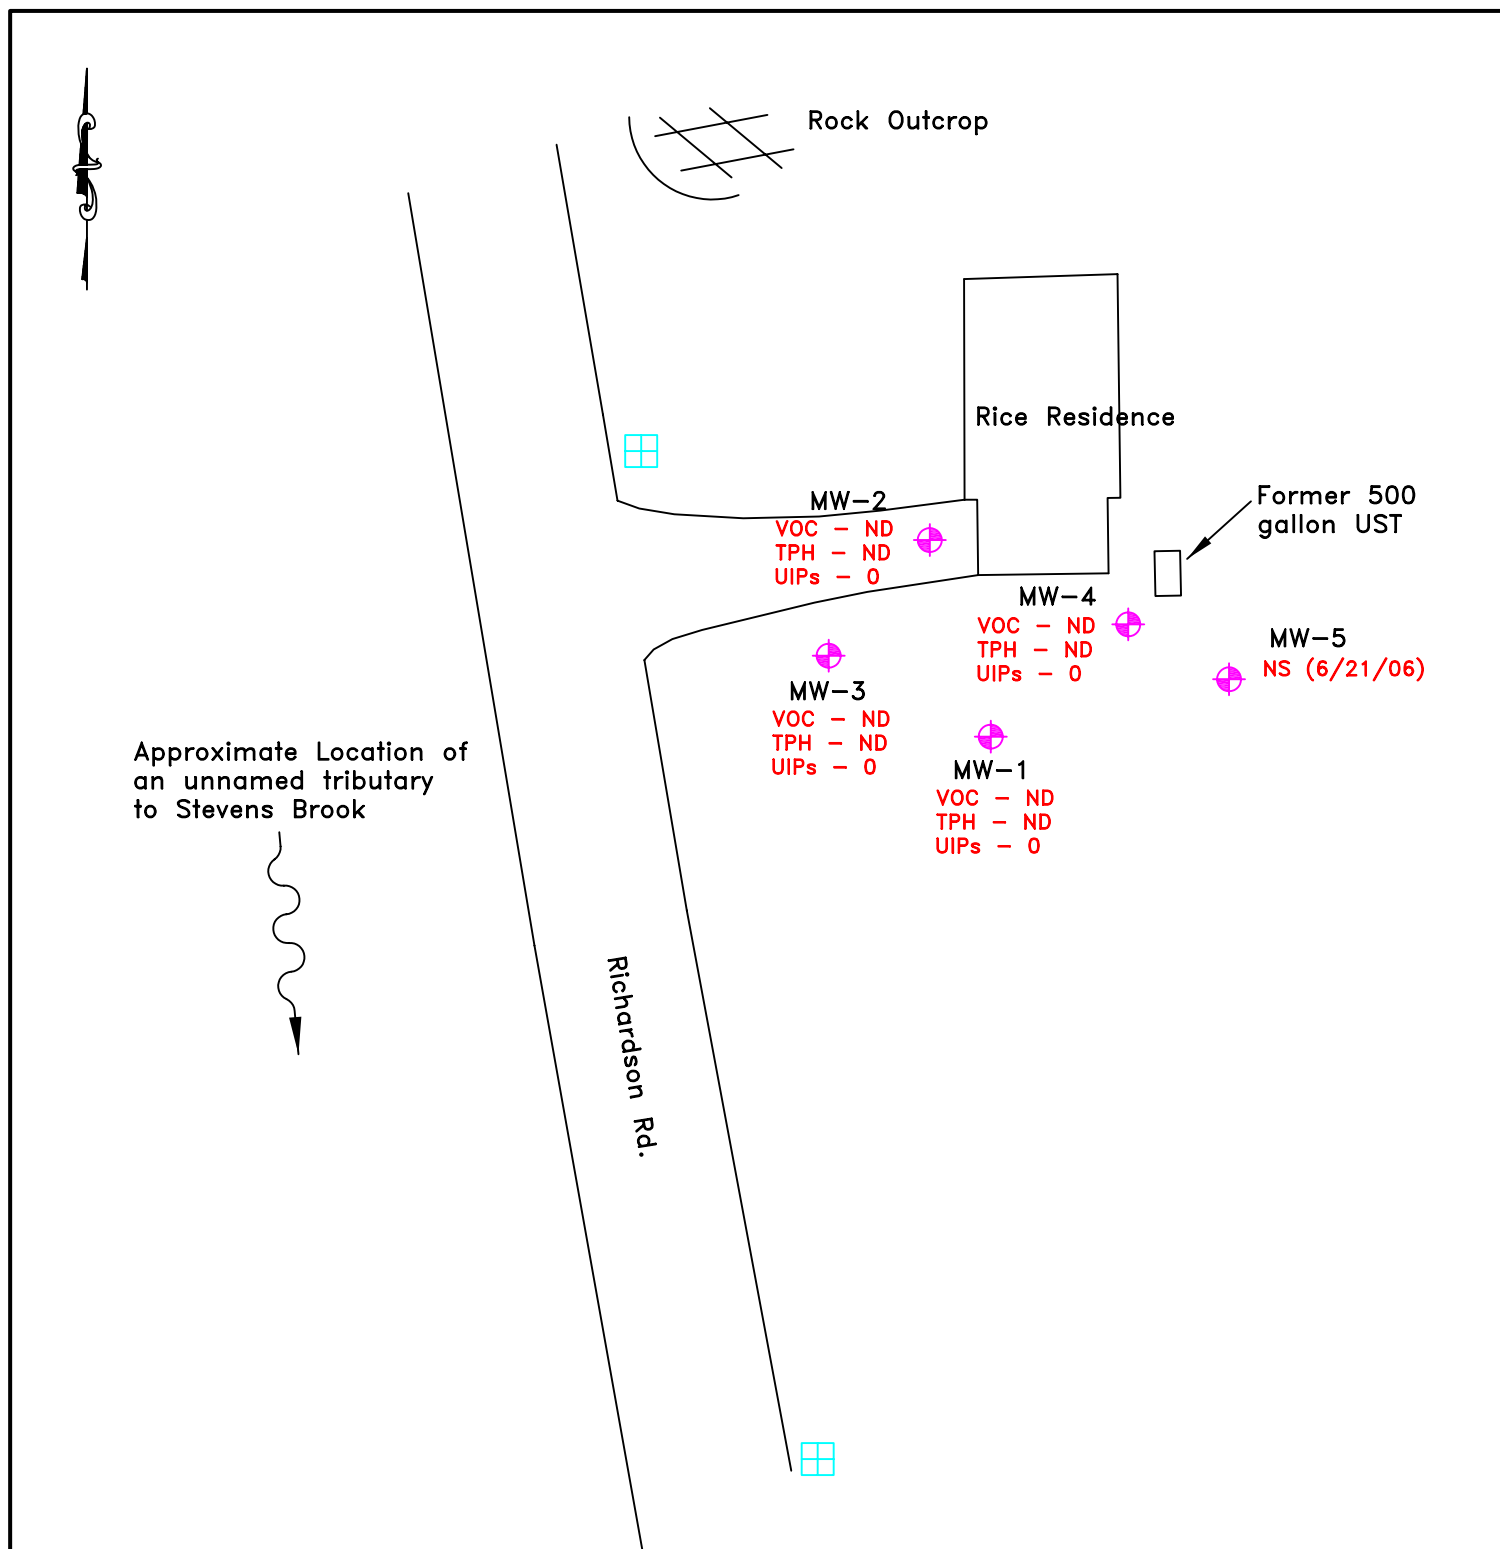 Rock Outcrop
Rice Residence
Former 500
gallon UST
MW-2
VOC - ND
TPH - ND
UIPs - 0
MW-4
VOC - ND
TPH - ND
UIPs - 0
MW-5
NS (6/21/06)
MW-3
VOC - ND
TPH - ND
UIPs - 0
MW-1
VOC - ND
TPH - ND
UIPs - 0
Approximate Location of
an unnamed tributary
to Stevens Brook
Richardson Rd.